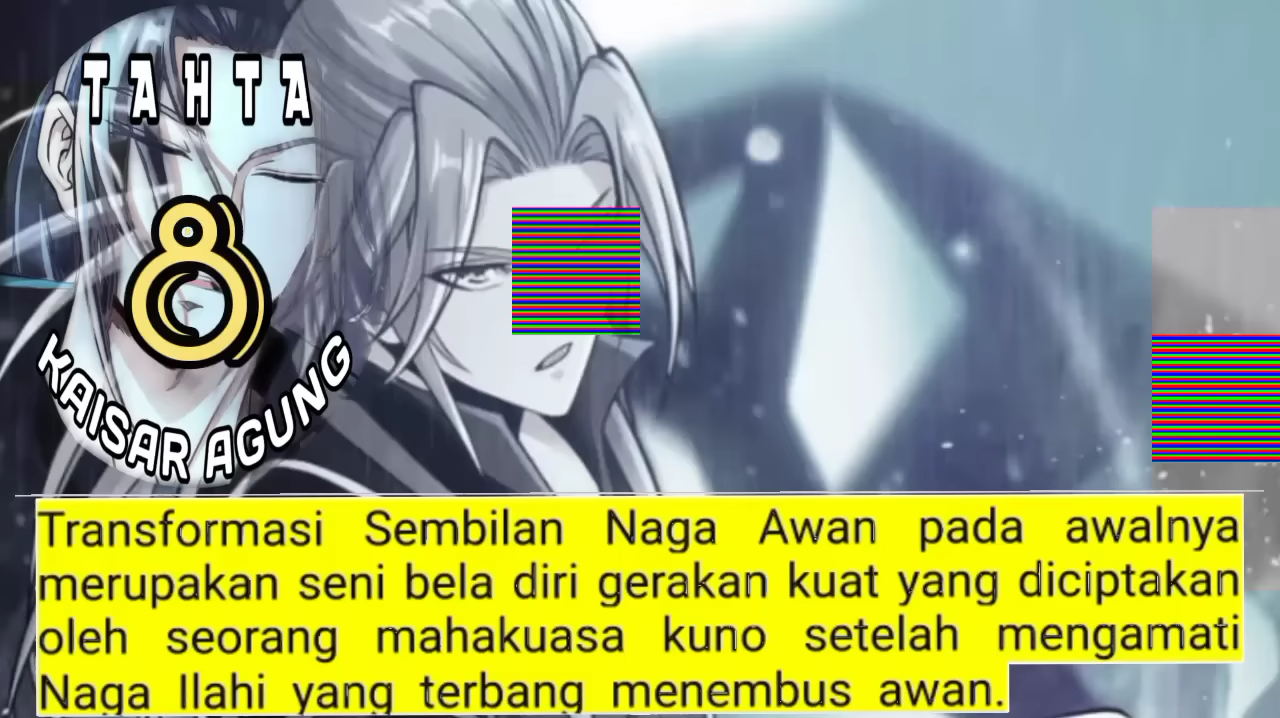 TAHTA
8
KAISAR AGUNG
Transformasi Sembilan Naga Awan pada awalnya
merupakan seni bela diri gerakan kuat yang diciptakan
oleh seorang mahakuasa kuno setelah mengamati
Naga Ilahi yang terbang menembus awan.